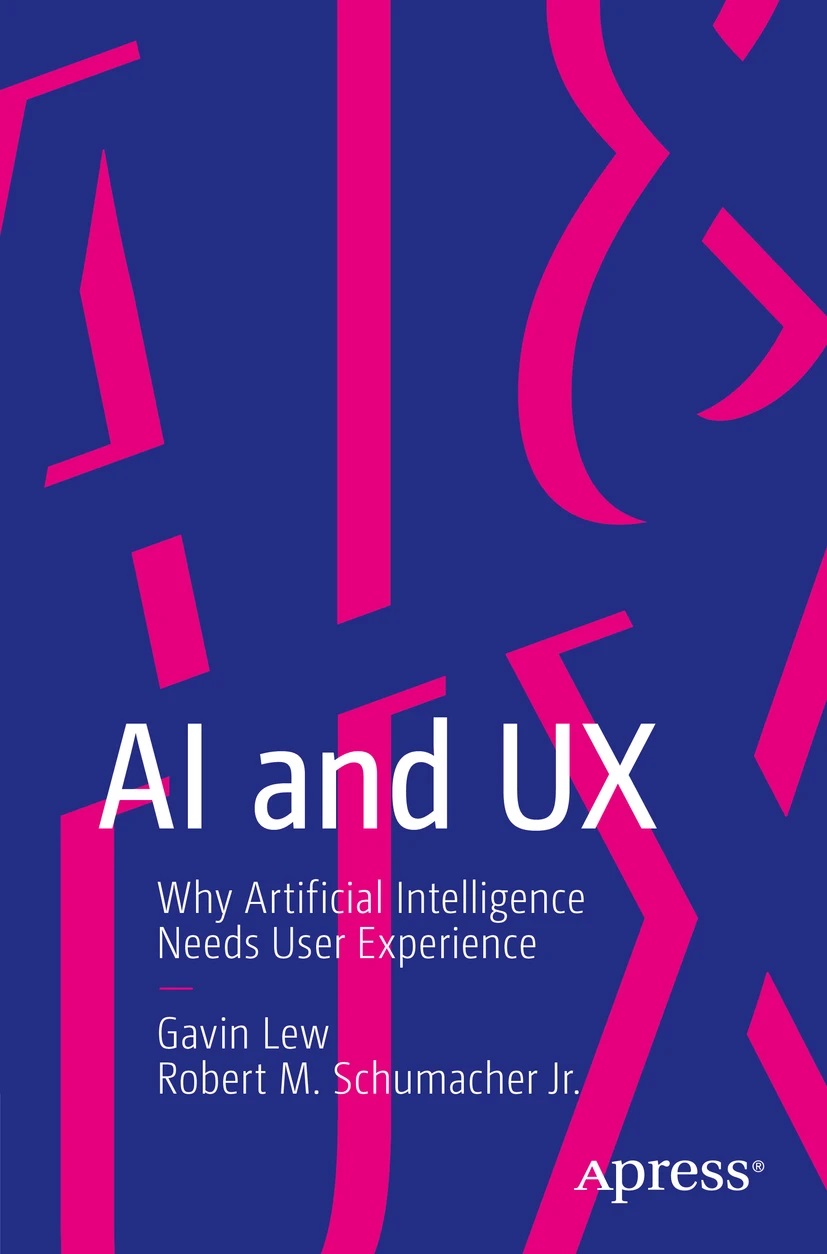 AI and UX
Why Artificial Intelligence
Needs User Experience
Gavin Lew
Robert M. Schumacher Jr.
Apress®